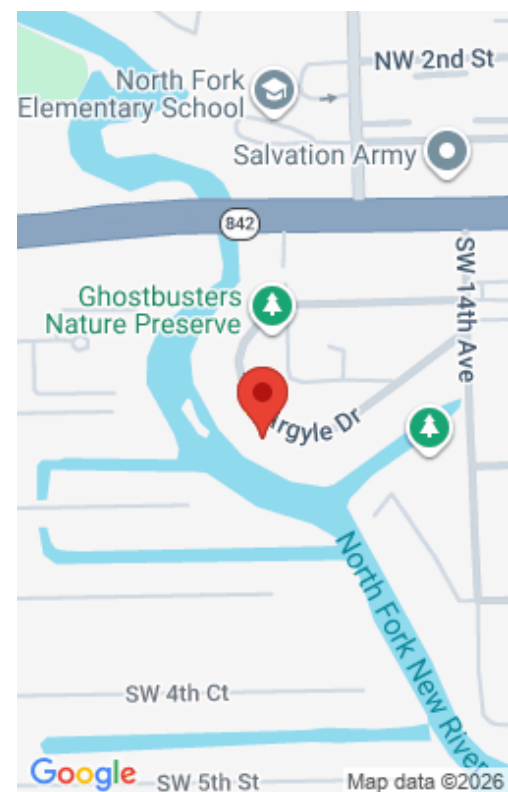 NW 2nd St
North Fork
Elementary School
Salvation Army
842
SW 14th Ave
Ghostbusters
Nature Preserve
rgyle Dr
North Fork New River
SW 4th Ct
Google
SW 5th St
Map data ©2026